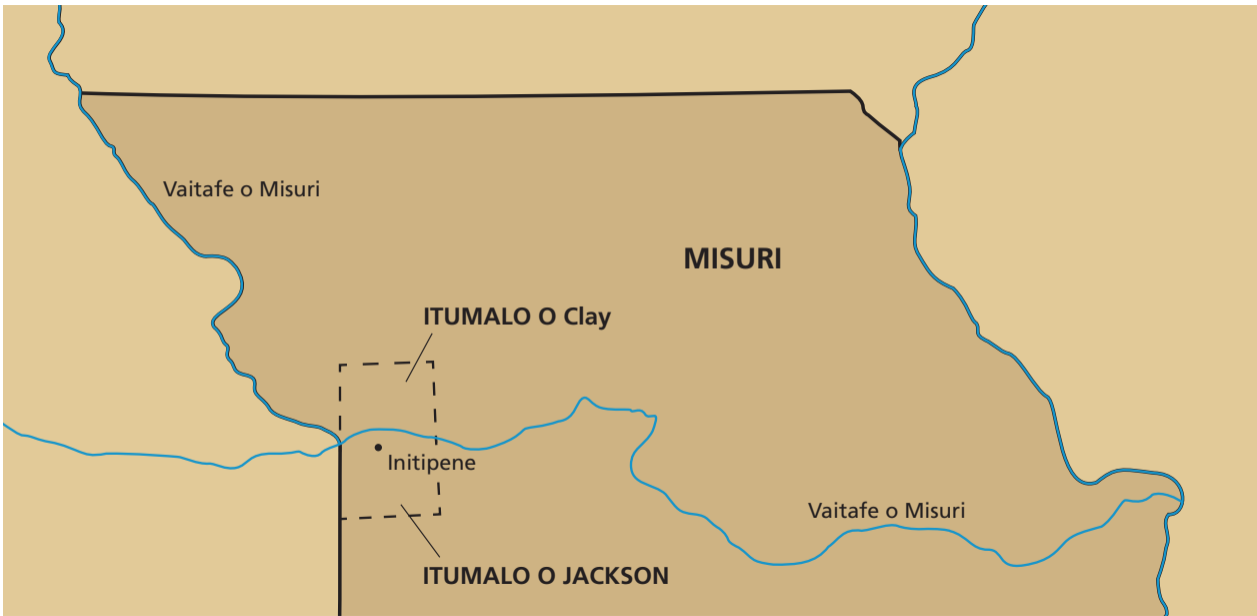 Vaitafe o Misuri
MISURI
ITUMALO O Clay
Initipene
Vaitafe o Misuri
ITUMALO O JACKSON